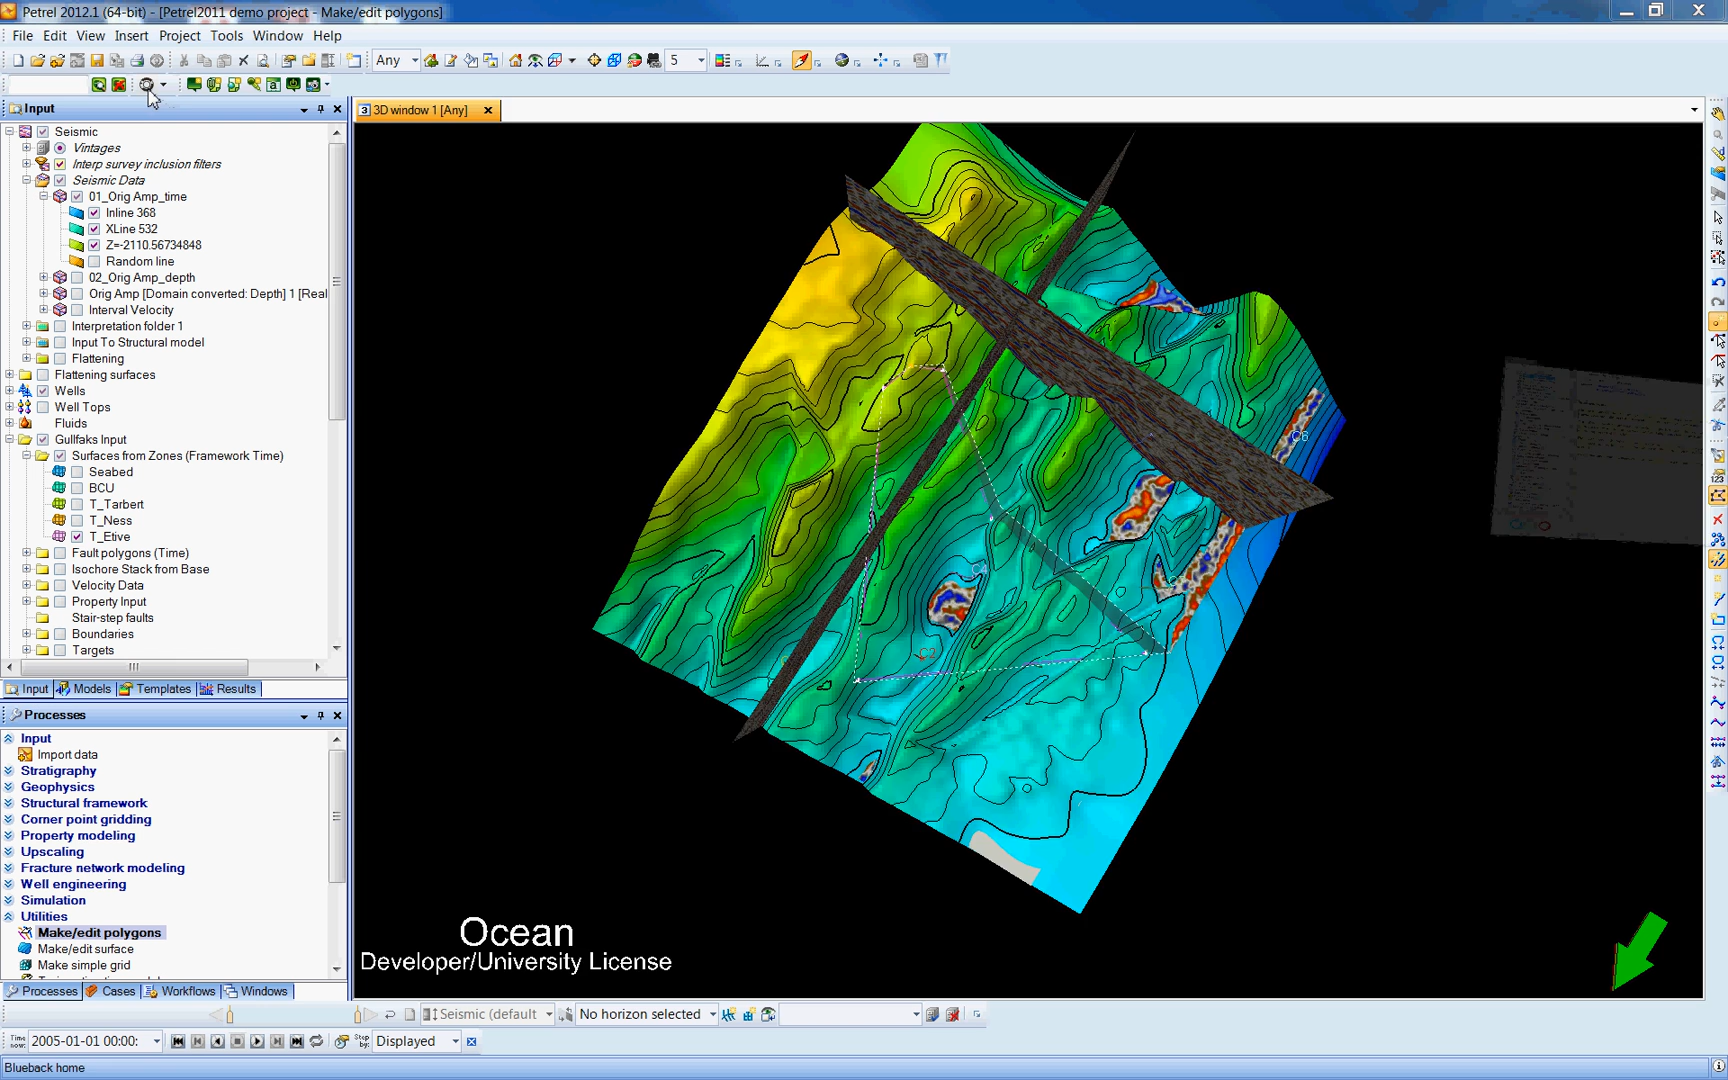 Petrel 2012.1 (64-bit) - [Petrel2011 demo project - Make/edit polygons]
File Edit View Insert Project Tools Window Help
Any 5
Input
3D window 1 [Any]
Seismic
Vintages
Interp survey inclusion filters
Seismic Data
01_Orig Amp_time
Inline 368
XLine 532
Z=-2110.56734848
Random line
02_Orig Amp_depth
Orig Amp [Domain converted: Depth] 1 [Real
Interval Velocity
Interpretation folder 1
Input To Structural model
Flattening
Flattening surfaces
Wells
Well Tops
Fluids
Gullfaks Input
Surfaces from Zones (Framework Time)
Seabed
BCU
T_Tarbert
T_Ness
T_Etive
Fault polygons (Time)
Isochore Stack from Base
Velocity Data
Property Input
Stair-step faults
Boundaries
Targets
Input Models Templates Results
Processes
Input
Import data
Stratigraphy
Geophysics
Structural framework
Corner point gridding
Property modeling
Upscaling
Fracture network modeling
Well engineering
Simulation
Utilities
Make/edit polygons
Make/edit surface
Make simple grid
Processes Cases Workflows Windows
C8
C4
C2
Ocean
Developer/University License
123
Seismic (default No horizon selected
Time now: 2005-01-01 00:00: Step by: Displayed
Blueback home